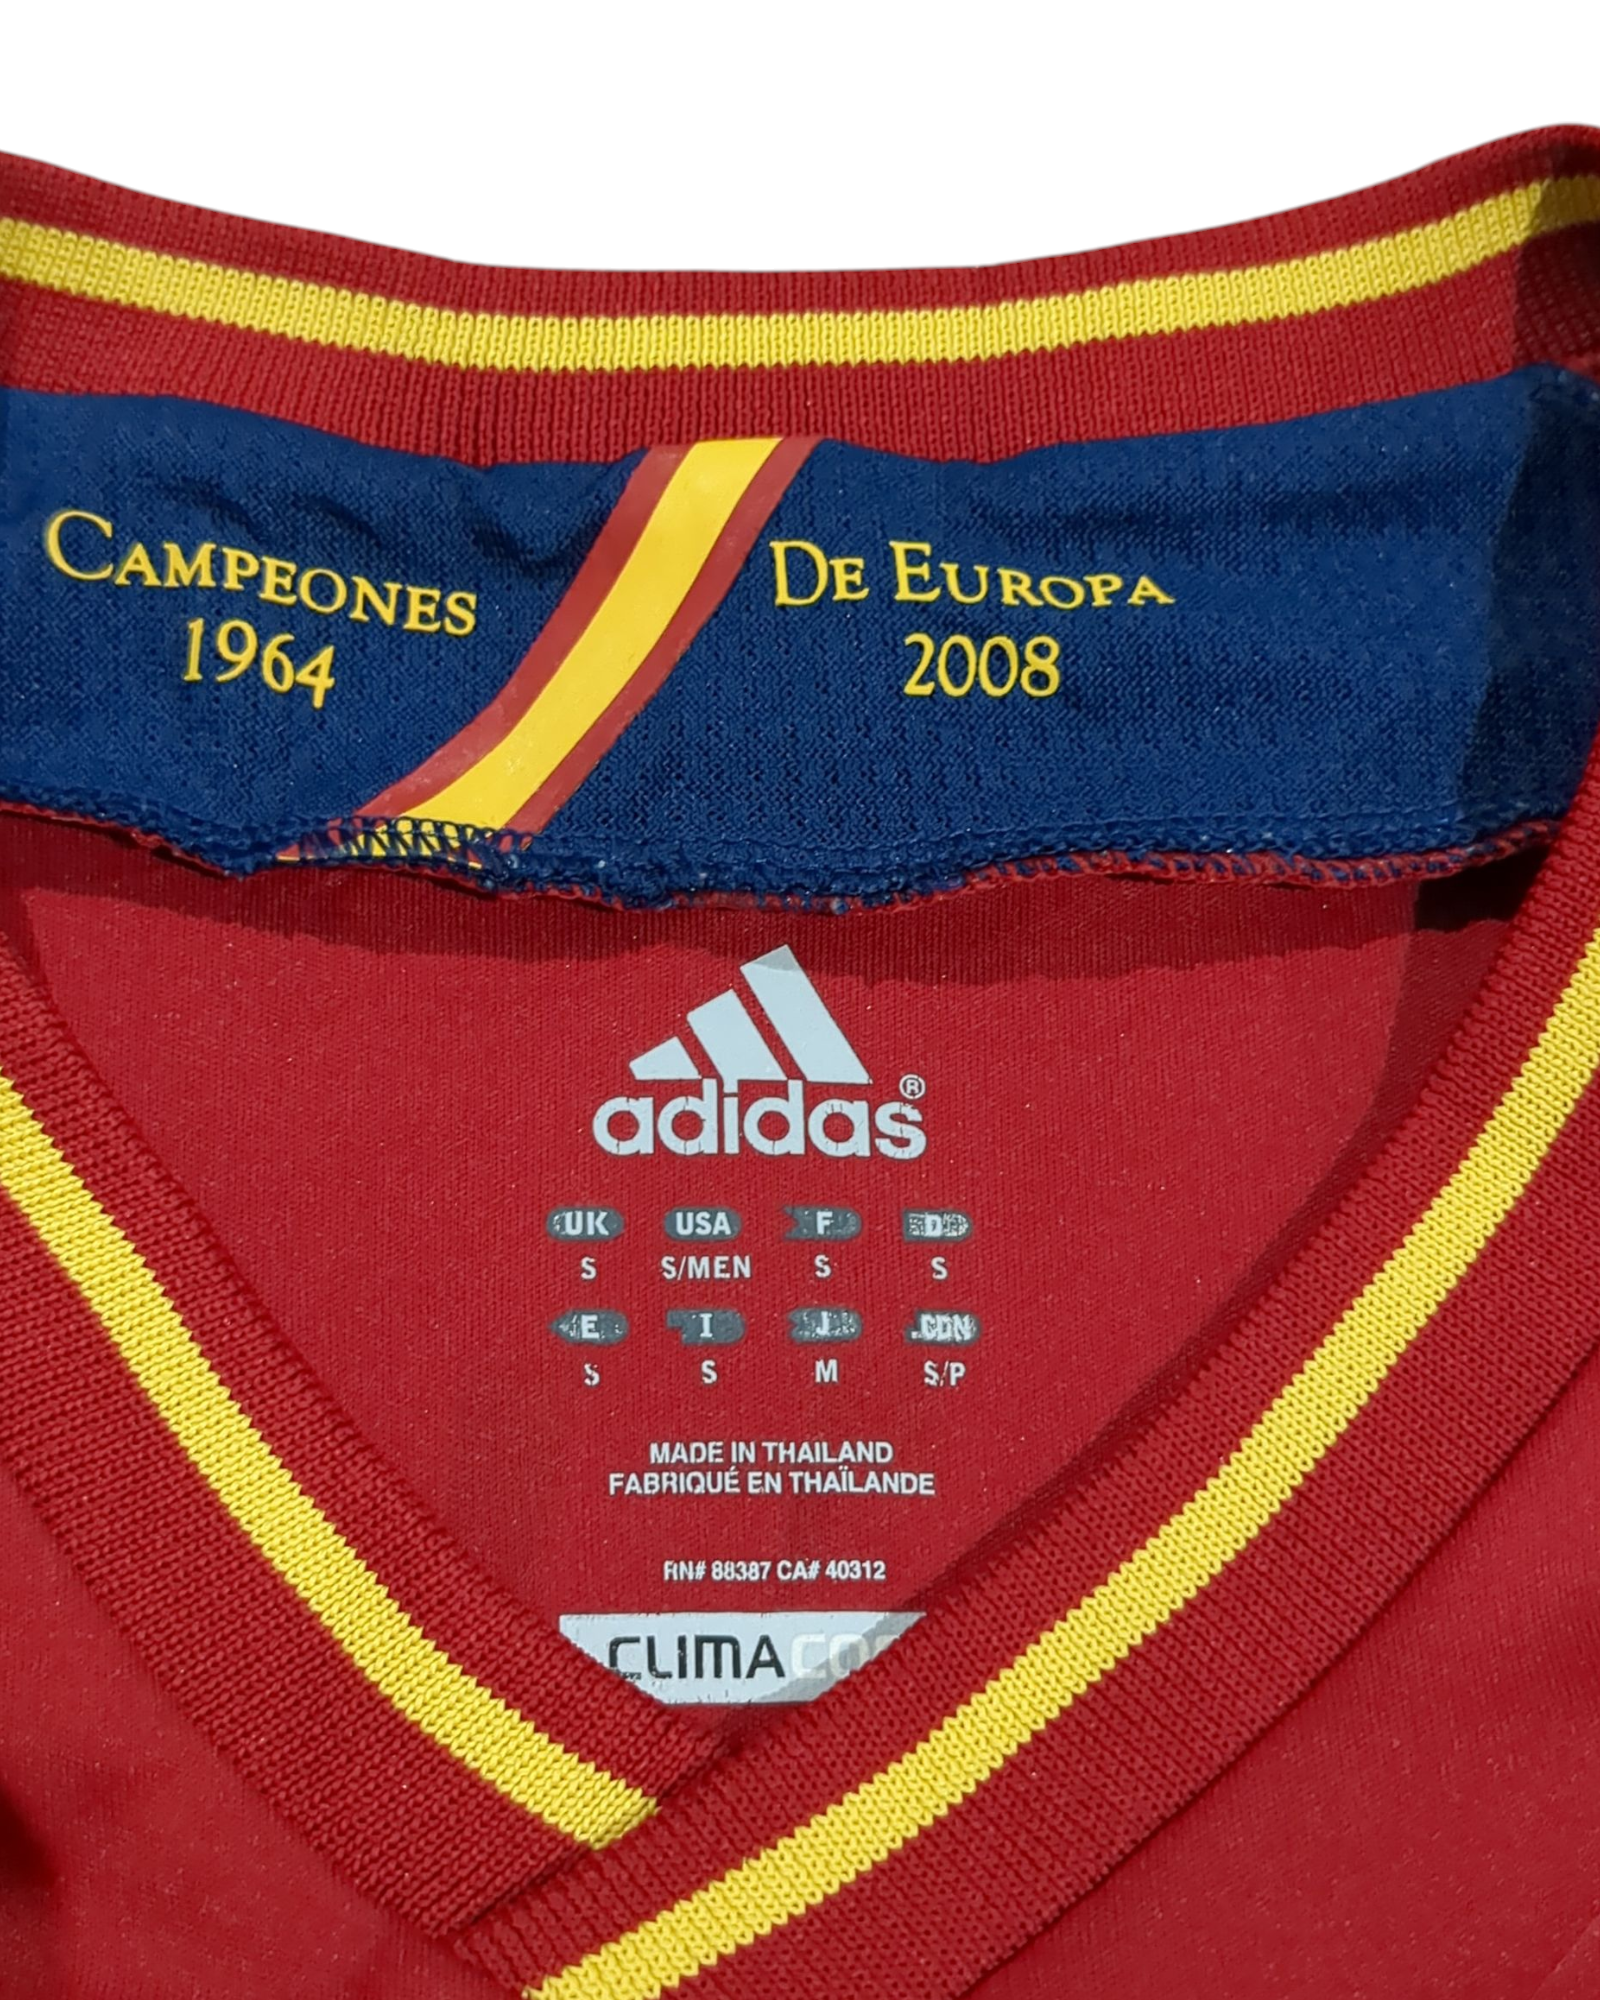 CAMPEONES
1964
DE EUROPA
2008
adidas®
UK USA F D
S S/MEN S S
E I J CDN
S S M S/P
MADE IN THAILAND
FABRIQUÉ EN THAÏLANDE
RN# 88387 CA# 40312
CLIMACO